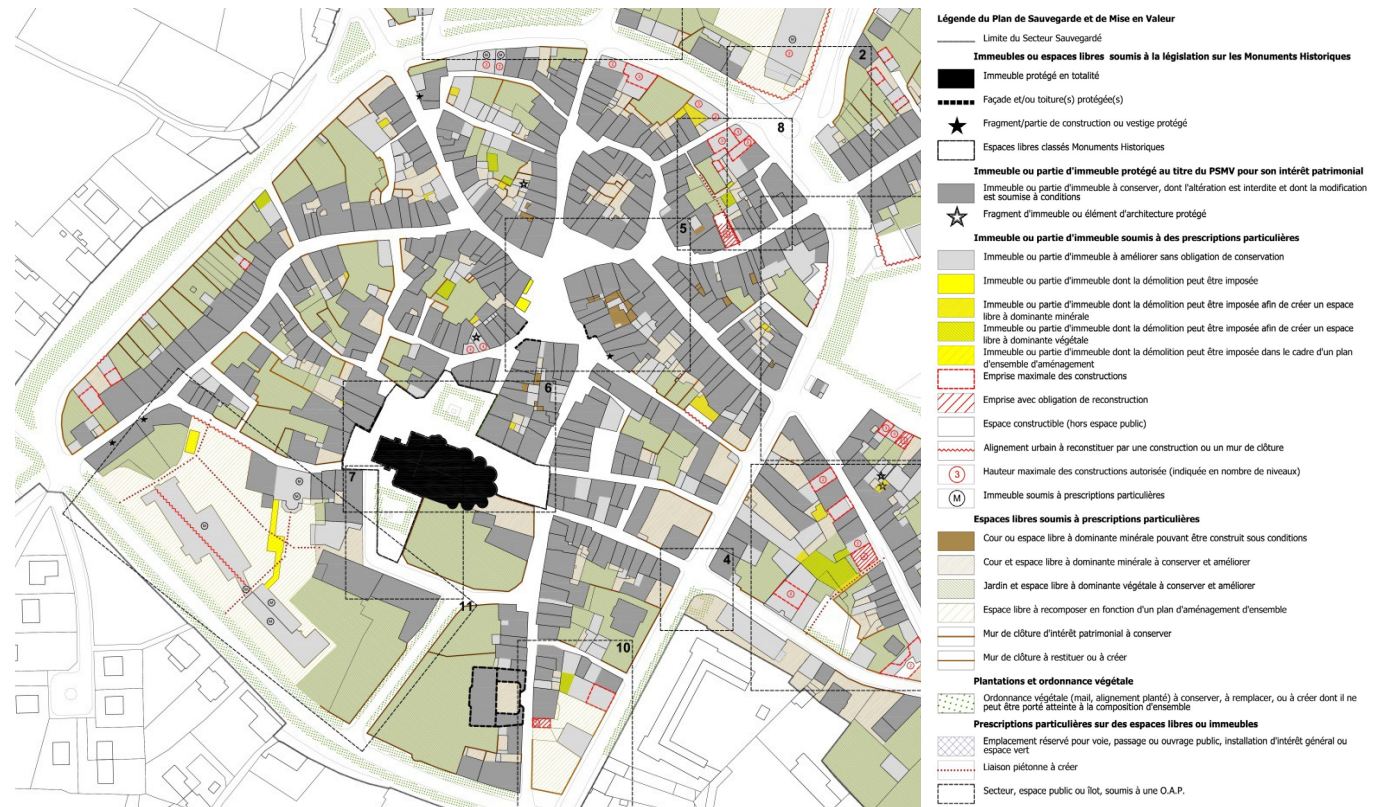 2
8
5
6
7
4
11
10
Légende du Plan de Sauvegarde et de Mise en Valeur
Limite du Secteur Sauvegardé
Immeubles ou espaces libres soumis à la législation sur les Monuments Historiques
Immeuble protégé en totalité
Façade et/ou toiture(s) protégée(s)
Fragment/partie de construction ou vestige protégé
Espaces libres classés Monuments Historiques
Immeuble ou partie d'immeuble protégé au titre du PSMV pour son intérêt patrimonial
Immeuble ou partie d'immeuble à conserver, dont l'altération est interdite et dont la modification
est soumise à conditions
Fragment d'immeuble ou élément d'architecture protégé
Immeuble ou partie d'immeuble soumis à des prescriptions particulières
Immeuble ou partie d'immeuble à améliorer sans obligation de conservation
Immeuble ou partie d'immeuble dont la démolition peut être imposée
Immeuble ou partie d'immeuble dont la démolition peut être imposée afin de créer un espace
libre à dominante minérale
Immeuble ou partie d'immeuble dont la démolition peut être imposée afin de créer un espace
libre à dominante végétale
Immeuble ou partie d'immeuble dont la démolition peut être imposée dans le cadre d'un plan
d'ensemble d'aménagement
Emprise maximale des constructions
Emprise avec obligation de reconstruction
Espace constructible (hors espace public)
Alignement urbain à reconstituer par une construction ou un mur de clôture
3 Hauteur maximale des constructions autorisée (indiquée en nombre de niveaux)
M Immeuble soumis à prescriptions particulières
Espaces libres soumis à prescriptions particulières
Cour ou espace libre à dominante minérale pouvant être construit sous conditions
Cour et espace libre à dominante minérale à conserver et améliorer
Jardin et espace libre à dominante végétale à conserver et améliorer
Espace libre à recomposer en fonction d'un plan d'aménagement d'ensemble
Mur de clôture d'intérêt patrimonial à conserver
Mur de clôture à restituer ou à créer
Plantations et ordonnance végétale
Ordonnance végétale (mail, alignement planté) à conserver, à remplacer, ou à créer dont il ne
peut être porté atteinte à la composition d'ensemble
Prescriptions particulières sur des espaces libres ou immeubles
Emplacement réservé pour voie, passage ou ouvrage public, installation d'intérêt général ou
espace vert
Liaison piétonne à créer
Secteur, espace public ou îlot, soumis à une O.A.P.